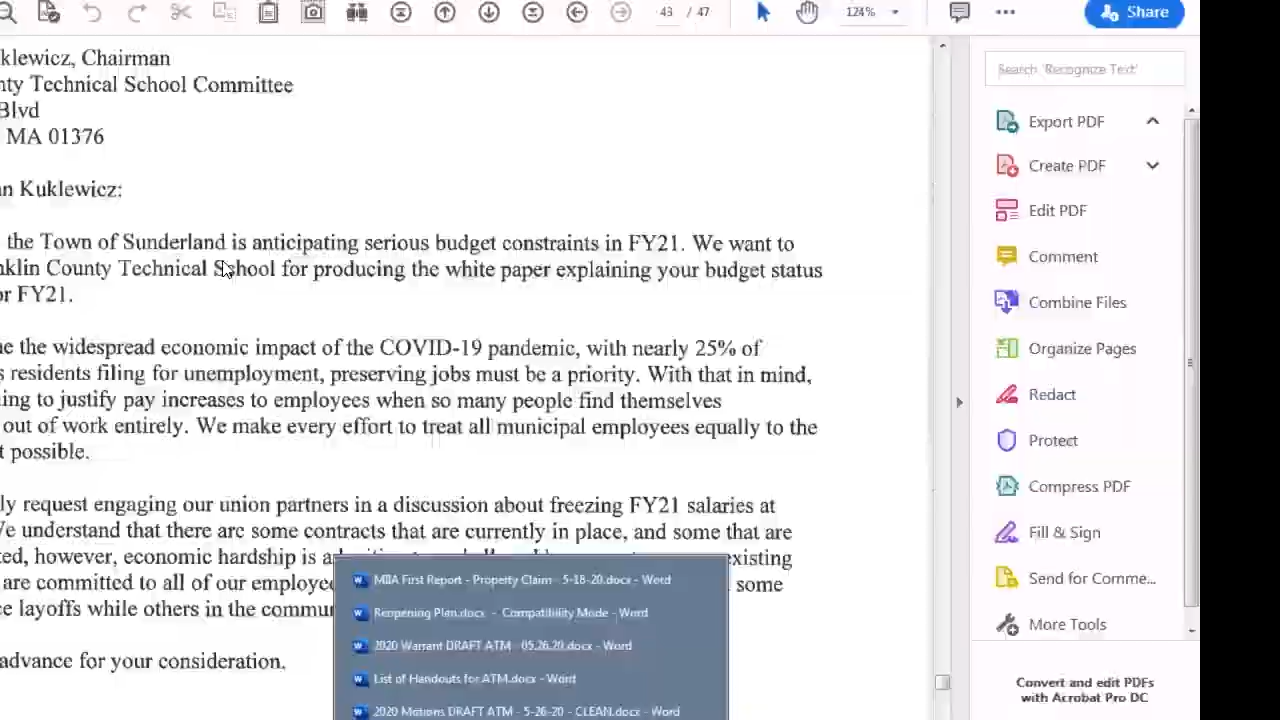 43 / 47
124%
Share
klewicz, Chairman
nty Technical School Committee
Blvd
MA 01376
n Kuklewicz:
the Town of Sunderland is anticipating serious budget constraints in FY21. We want to
nklin County Technical School for producing the white paper explaining your budget status
or FY21.
e the widespread economic impact of the COVID-19 pandemic, with nearly 25% of
s residents filing for unemployment, preserving jobs must be a priority. With that in mind,
ing to justify pay increases to employees when so many people find themselves
out of work entirely. We make every effort to treat all municipal employees equally to the
t possible.
ly request engaging our union partners in a discussion about freezing FY21 salaries at
We understand that there are some contracts that are currently in place, and some that are
ted, however, economic hardship is existing
are committed to all of our employe some
ce layoffs while others in the commu
advance for your consideration.
MIIA First Report - Property Claim - 5-18-20.docx - Word
Reopening Plan.docx - Compatibility Mode - Word
2020 Warrant DRAFT ATM - 05.26.20.docx - Word
List of Handouts for ATM.docx - Word
2020 Motions DRAFT ATM - 5-26-20 - CLEAN.docx - Word
Search 'Recognize Text'
Export PDF
Create PDF
Edit PDF
Comment
Combine Files
Organize Pages
Redact
Protect
Compress PDF
Fill & Sign
Send for Comme...
More Tools
Convert and edit PDFs
with Acrobat Pro DC